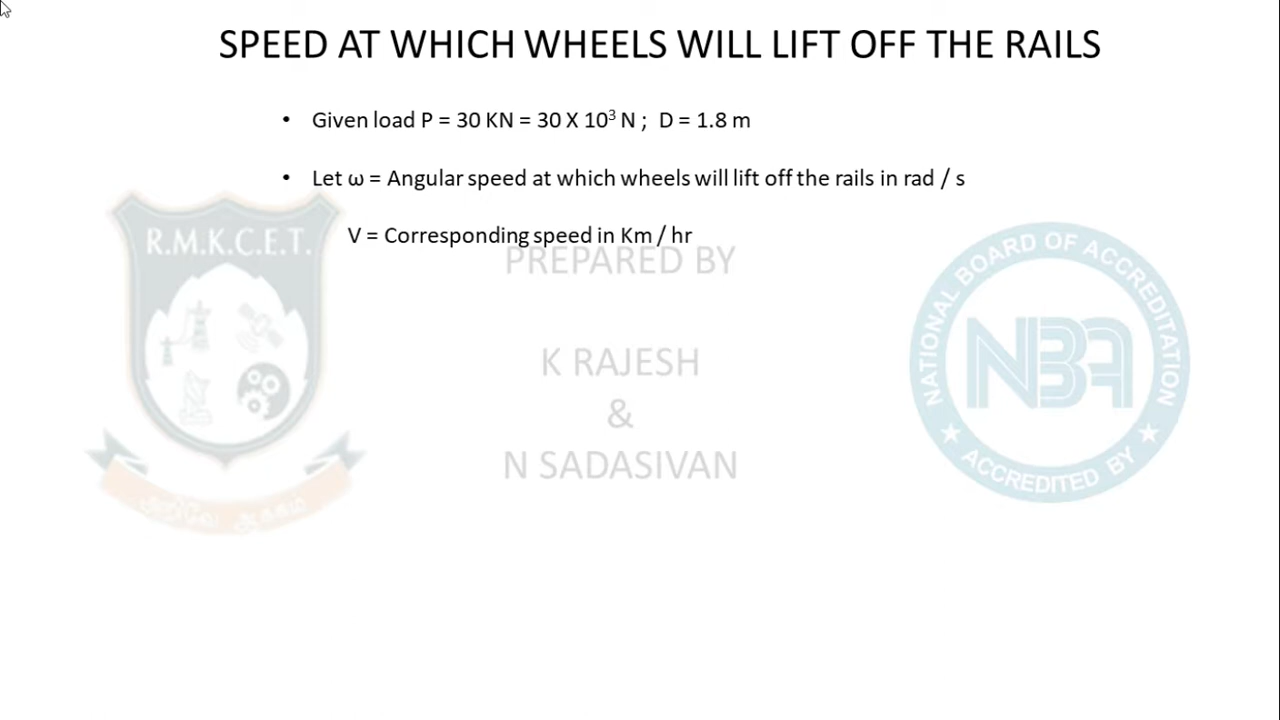 SPEED AT WHICH WHEELS WILL LIFT OFF THE RAILS
• Given load P = 30 KN = 30 X 10³ N ; D = 1.8 m
• Let ω = Angular speed at which wheels will lift off the rails in rad / s
V = Corresponding speed in Km / hr
R.M.K.C.E.T.
PREPARED BY
K RAJESH
&
N SADASIVAN
NATIONAL BOARD OF ACCREDITATION
NBA
ACCREDITED BY